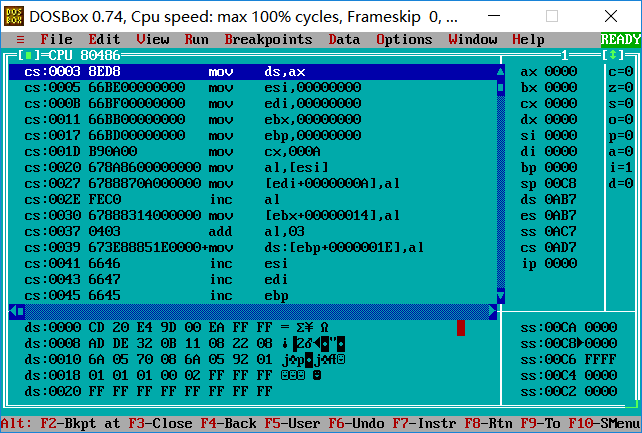 DOSBox 0.74, Cpu speed: max 100% cycles, Frameskip 0, ...
≡ File Edit View Run Breakpoints Data Options Window Help READY
[■]=CPU 80486 1 [↕]
cs:0003 8ED8 mov ds,ax ax 0000 c=0
cs:0005 66BE00000000 mov esi,00000000 bx 0000 z=0
cs:000B 66BF00000000 mov edi,00000000 cx 0000 s=0
cs:0011 66BB00000000 mov ebx,00000000 dx 0000 o=0
cs:0017 66BD00000000 mov ebp,00000000 si 0000 p=0
cs:001D B90A00 mov cx,000A di 0000 a=0
cs:0020 678A8600000000 mov al,[esi] bp 0000 i=1
cs:0027 6788870A000000 mov [edi+0000000A],al sp 00C8 d=0
cs:002E FEC0 inc al ds 0AB7
cs:0030 67888314000000 mov [ebx+00000014],al es 0AB7
cs:0037 0403 add al,03 ss 0AC7
cs:0039 673E88851E0000+mov ds:[ebp+0000001E],al cs 0AD7
cs:0041 6646 inc esi ip 0000
cs:0043 6647 inc edi
cs:0045 6645 inc ebp
ds:0000 CD 20 E4 9D 00 EA FF FF = Σ¥ Ω ss:00CA 0000
ds:0008 AD DE 32 0B 11 08 22 08 ss:00C8►0000
ds:0010 6A 05 70 08 6A 05 92 01 ss:00C6 FFFF
ds:0018 01 01 01 00 02 FF FF FF ☺☺☺ ☻ ss:00C4 0000
ds:0020 FF FF FF FF FF FF FF FF ss:00C2 0000
Alt: F2-Bkpt at F3-Close F4-Back F5-User F6-Undo F7-Instr F8-Rtn F9-To F10-SMenu